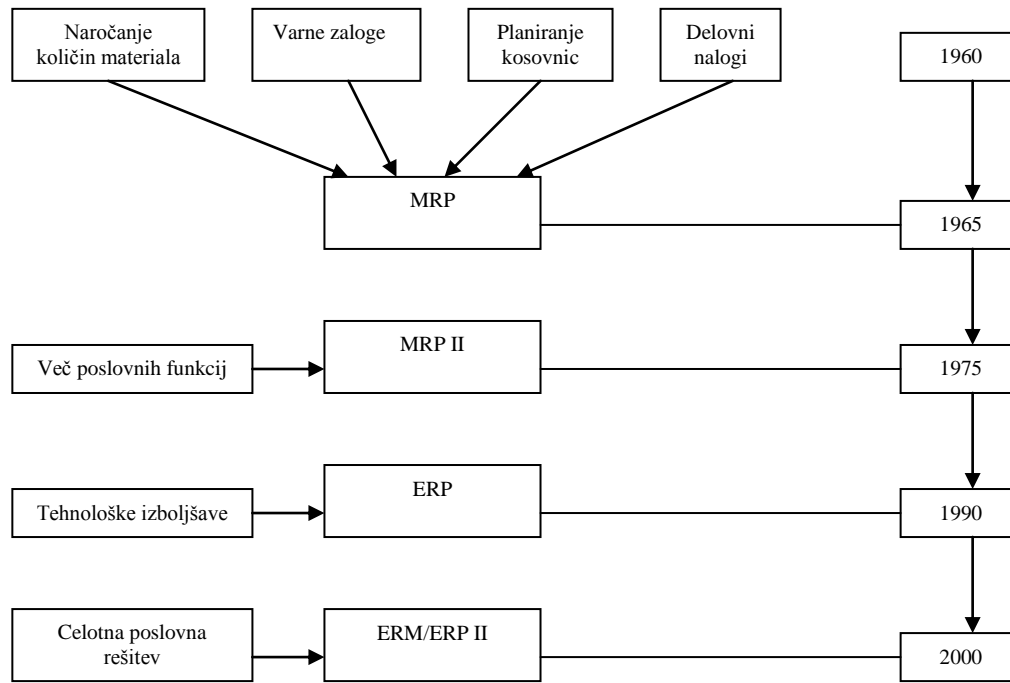 Naročanje
količin materiala
Varne zaloge
Planiranje
kosovnic
Delovni
nalogi
1960
MRP
1965
Več poslovnih funkcij
MRP II
1975
Tehnološke izboljšave
ERP
1990
Celotna poslovna
rešitev
ERM/ERP II
2000